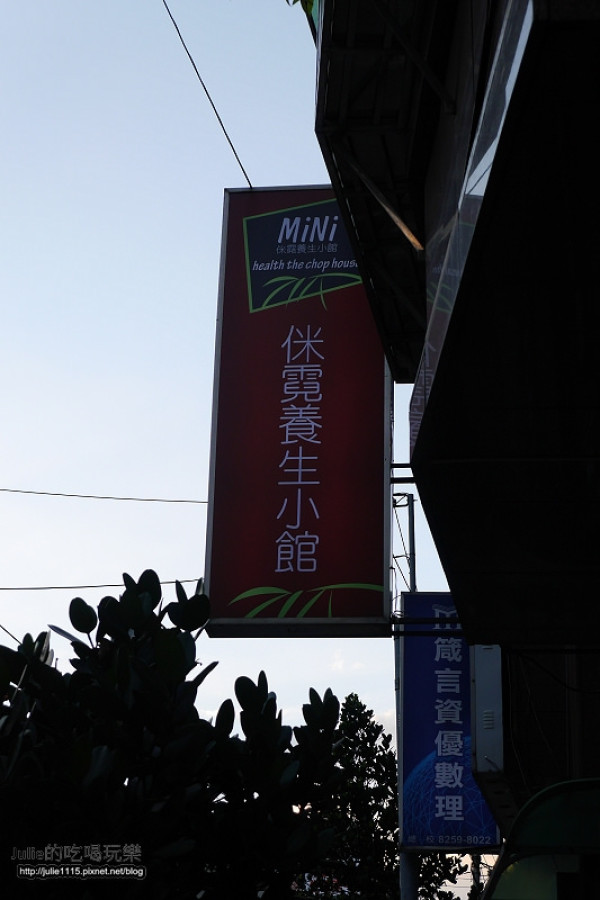 MiNi
侎霓養生小館
health the chop house
侎霓養生小館
箴言資優數理
8259-8022
Julie的吃喝玩樂
http://julie1115.pixnet.net/blog